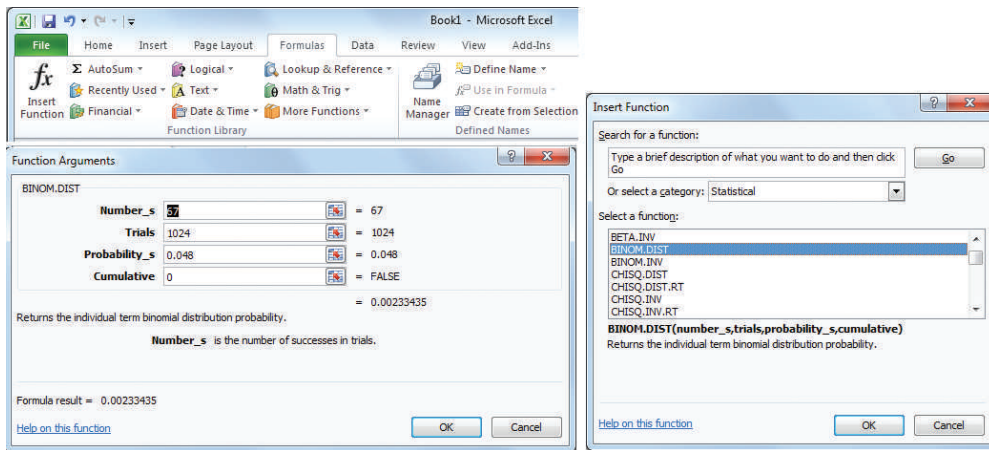 Book1 - Microsoft Excel
File Home Insert Page Layout Formulas Data Review View Add-Ins
fx Insert Function
Σ AutoSum
Recently Used
Financial
Logical
Text
Date & Time
Lookup & Reference
Math & Trig
More Functions
Function Library
Name Manager
Define Name
Use in Formula
Create from Selection
Defined Names
Function Arguments
BINOM.DIST
Number_s 67 = 67
Trials 1024 = 1024
Probability_s 0.048 = 0.048
Cumulative 0 = FALSE
= 0.00233435
Returns the individual term binomial distribution probability.
Number_s is the number of successes in trials.
Formula result = 0.00233435
Help on this function
OK Cancel
Insert Function
Search for a function:
Type a brief description of what you want to do and then click
Go
Go
Or select a category: Statistical
Select a function:
BETA.INV
BINOM.DIST
BINOM.INV
CHISQ.DIST
CHISQ.DIST.RT
CHISQ.INV
CHISQ.INV.RT
BINOM.DIST(number_s,trials,probability_s,cumulative)
Returns the individual term binomial distribution probability.
Help on this function
OK Cancel